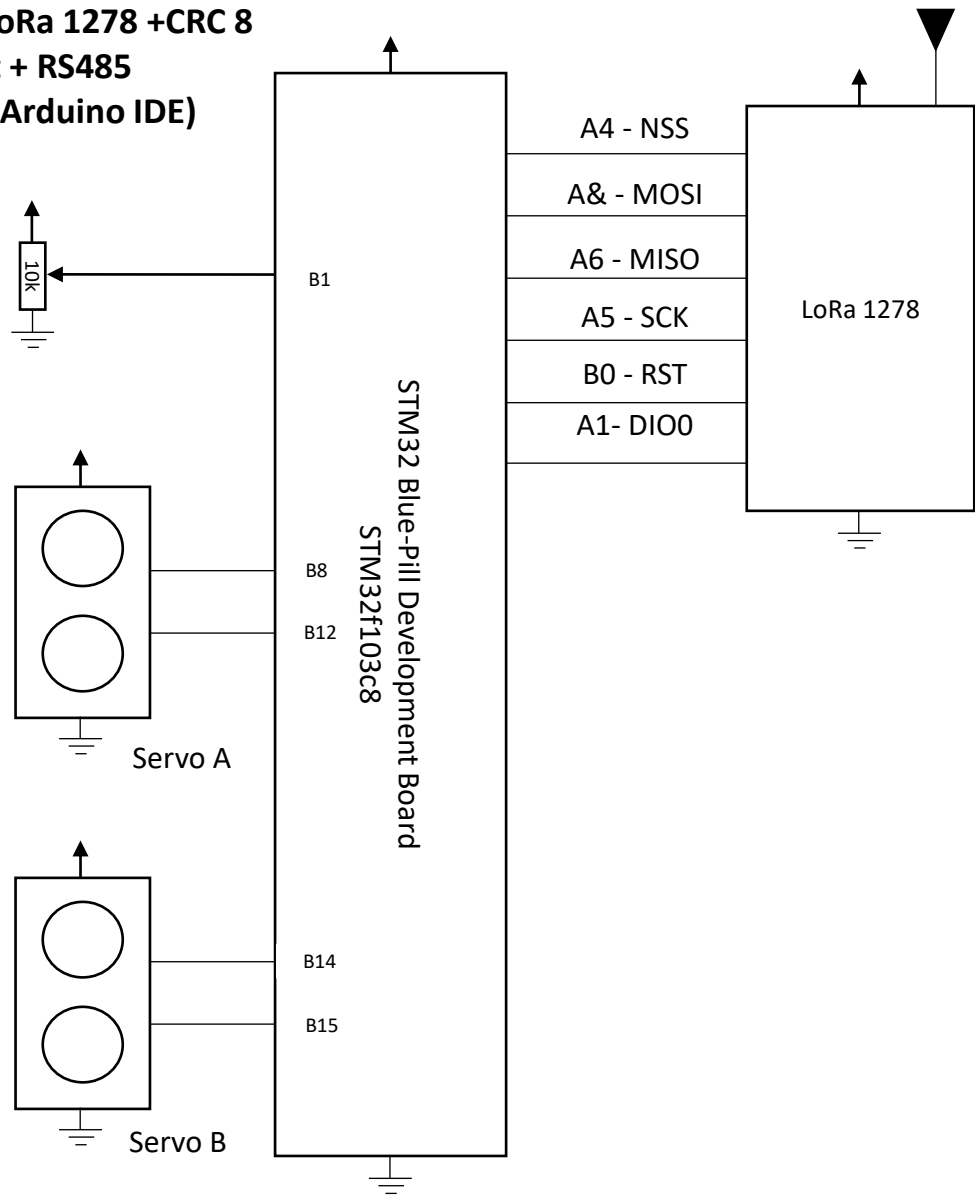 LoRa 1278 +CRC 8
+ RS485
Arduino IDE)
A4 - NSS
A& - MOSI
A6 - MISO
A5 - SCK
B0 - RST
A1- DIO0
LoRa 1278
10k
B1
STM32 Blue-Pill Development Board
STM32f103c8
B8
B12
Servo A
B14
B15
Servo B